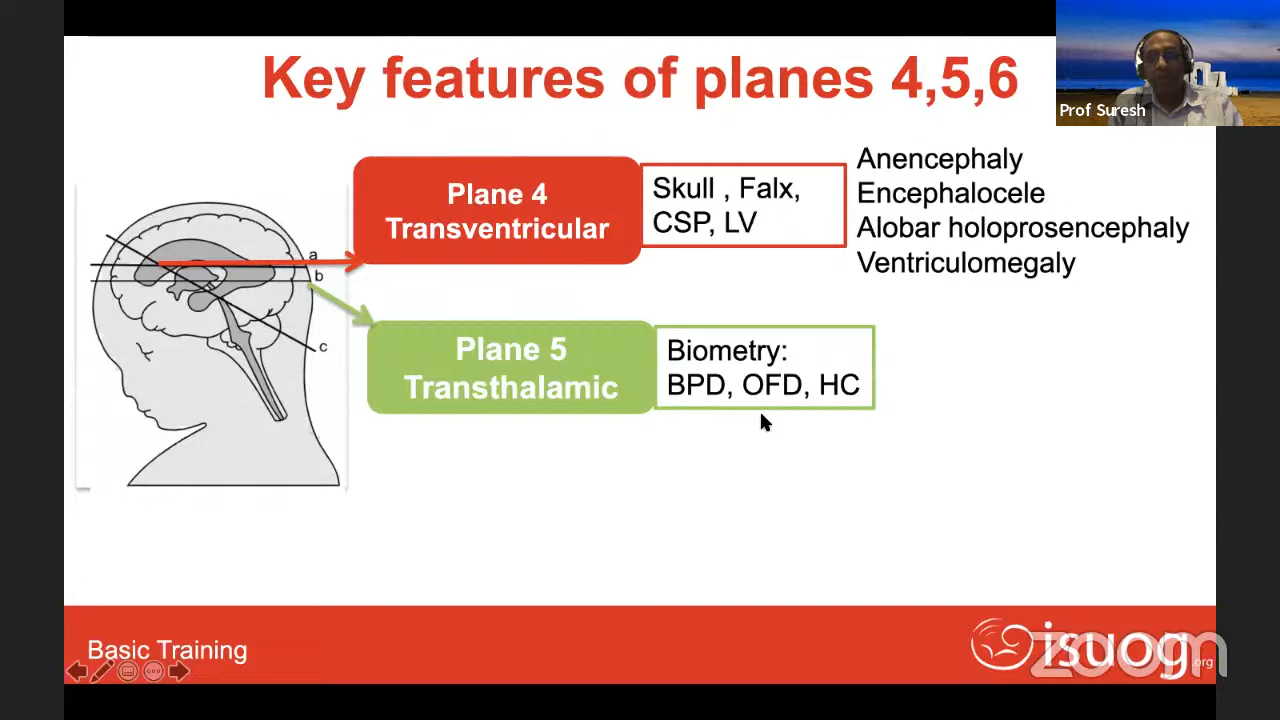 Key features of planes 4,5,6
Prof Suresh
Plane 4
Transventricular
Skull , Falx,
CSP, LV
Anencephaly
Encephalocele
Alobar holoprosencephaly
Ventriculomegaly
a
b
c
Plane 5
Transthalamic
Biometry:
BPD, OFD, HC
Basic Training
isuog.org
zoom